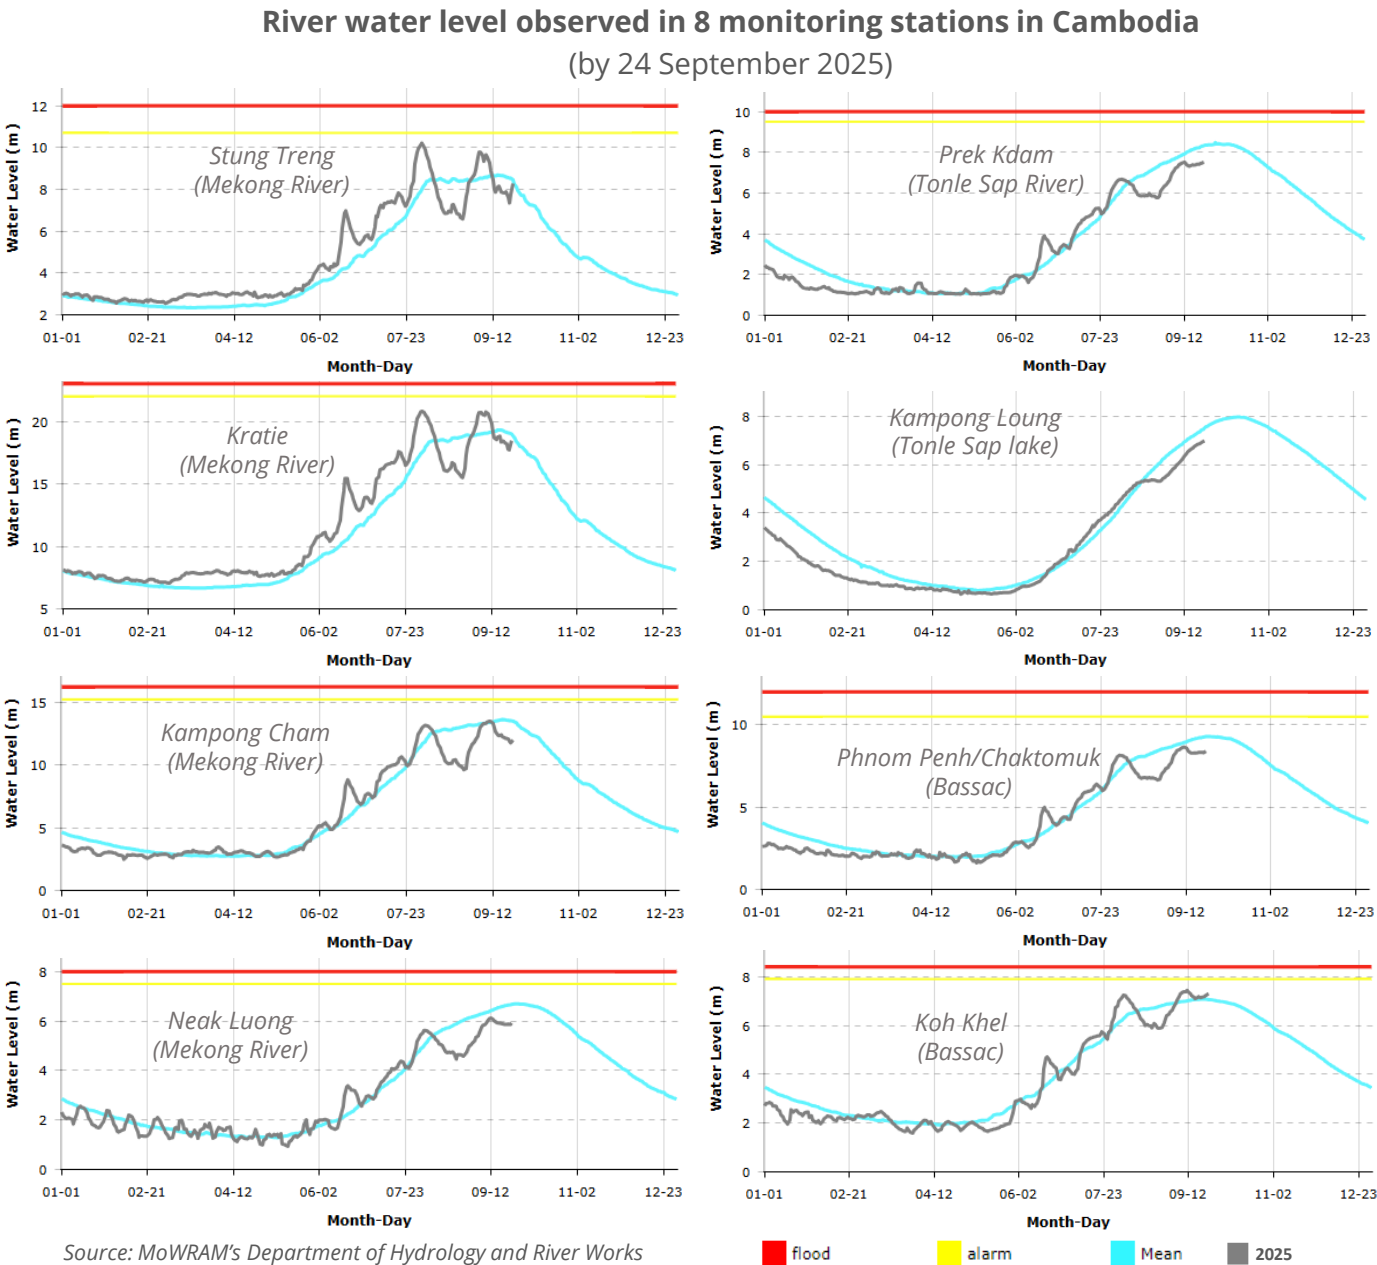 River water level observed in 8 monitoring stations in Cambodia
(by 24 September 2025)
Water Level (m)
12
10
8
6
4
2
Stung Treng
(Mekong River)
01-01 02-21 04-12 06-02 07-23 09-12 11-02 12-23
Month-Day
Water Level (m)
10
8
6
4
2
0
Prek Kdam
(Tonle Sap River)
01-01 02-21 04-12 06-02 07-23 09-12 11-02 12-23
Month-Day
Water Level (m)
20
15
10
5
Kratie
(Mekong River)
01-01 02-21 04-12 06-02 07-23 09-12 11-02 12-23
Month-Day
Water Level (m)
8
6
4
2
0
Kampong Loung
(Tonle Sap lake)
01-01 02-21 04-12 06-02 07-23 09-12 11-02 12-23
Month-Day
Water Level (m)
15
10
5
0
Kampong Cham
(Mekong River)
01-01 02-21 04-12 06-02 07-23 09-12 11-02 12-23
Month-Day
Water Level (m)
10
5
0
Phnom Penh/Chaktomuk
(Bassac)
01-01 02-21 04-12 06-02 07-23 09-12 11-02 12-23
Month-Day
Water Level (m)
8
6
4
2
0
Neak Luong
(Mekong River)
01-01 02-21 04-12 06-02 07-23 09-12 11-02 12-23
Month-Day
Water Level (m)
8
6
4
2
0
Koh Khel
(Bassac)
01-01 02-21 04-12 06-02 07-23 09-12 11-02 12-23
Month-Day
Source: MoWRAM's Department of Hydrology and River Works
flood alarm Mean 2025